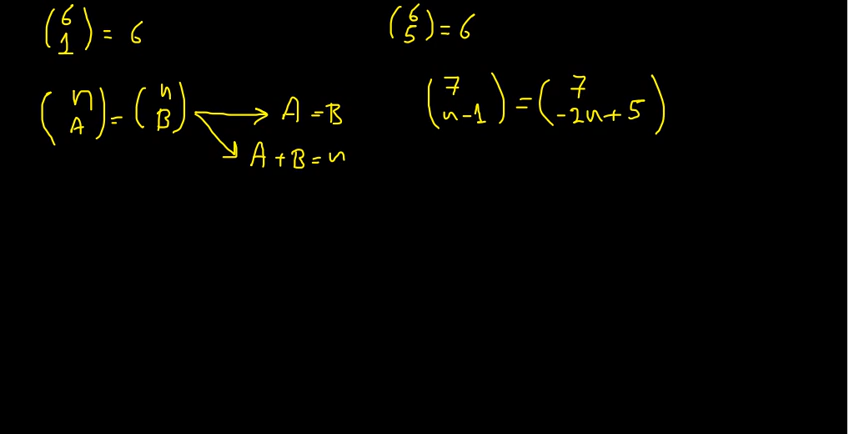 (6 1) = 6
(6 5) = 6
(n A) = (n B) → A = B
→ A + B = n
(7 n-1) = (7 -2n+5)